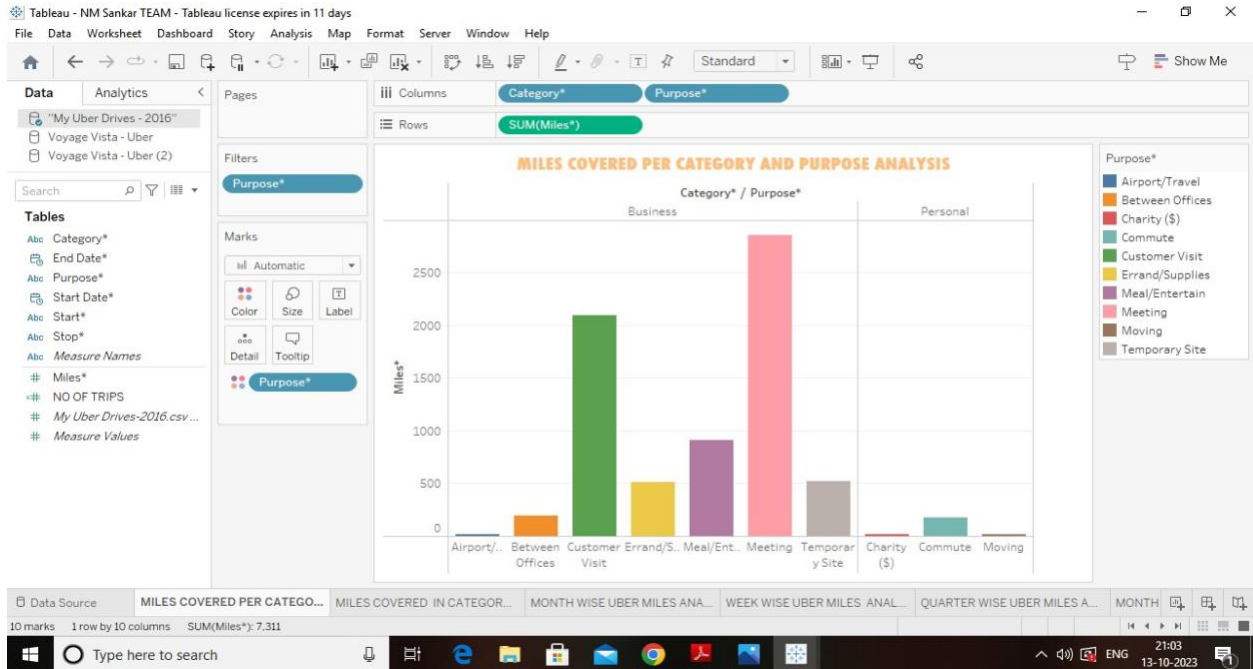 Tableau - NM Sankar TEAM - Tableau license expires in 11 days
File Data Worksheet Dashboard Story Analysis Map Format Server Window Help
Standard
Show Me
Data Analytics
"My Uber Drives - 2016"
Voyage Vista - Uber
Voyage Vista - Uber (2)
Search
Tables
Abc Category*
End Date*
Abc Purpose*
Start Date*
Abc Start*
Abc Stop*
Abc Measure Names
# Miles*
=# NO OF TRIPS
# My Uber Drives-2016.csv ...
# Measure Values
Pages
Filters
Purpose*
Marks
Automatic
Color Size Label
Detail Tooltip
Purpose*
iii Columns Category* Purpose*
Rows SUM(Miles*)
MILES COVERED PER CATEGORY AND PURPOSE ANALYSIS
Category* / Purpose*
Business Personal
Miles*
2500
2000
1500
1000
500
0
Airport/.. Between Offices Customer Visit Errand/S.. Meal/Ent.. Meeting Temporary Site Charity ($) Commute Moving
Purpose*
Airport/Travel
Between Offices
Charity ($)
Commute
Customer Visit
Errand/Supplies
Meal/Entertain
Meeting
Moving
Temporary Site
Data Source MILES COVERED PER CATEGO... MILES COVERED IN CATEGOR... MONTH WISE UBER MILES ANA... WEEK WISE UBER MILES ANAL... QUARTER WISE UBER MILES A... MONTH
10 marks 1 row by 10 columns SUM(Miles*): 7,311
Type here to search
ENG
21:03
13-10-2023